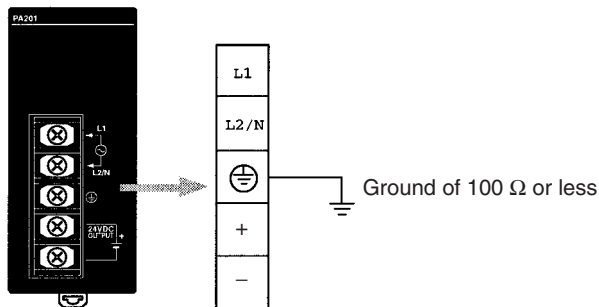 PA201
L1
L2/N
24VDC
OUTPUT
+
L1
L2/N
+
−
Ground of 100 Ω or less